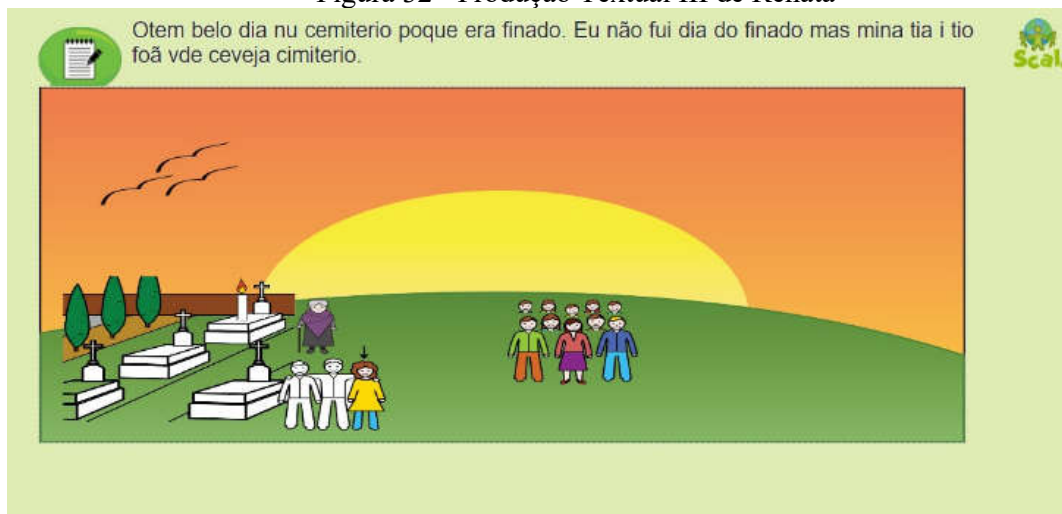 Figura 32 - Produção Textual III de Renata
Otem belo dia nu cemiterio poque era finado. Eu não fui dia do finado mas mina tia i tio
foã vde ceveja cimiterio.
Scal